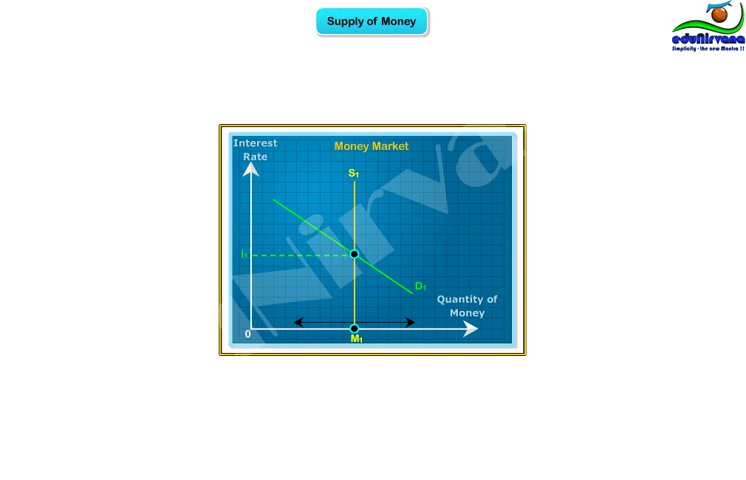 Supply of Money
eduNirvana
Simplicity - the new Mantra !!
Interest
Rate
Money Market
S1
i1
D1
Quantity of
Money
0
M1
Nirva